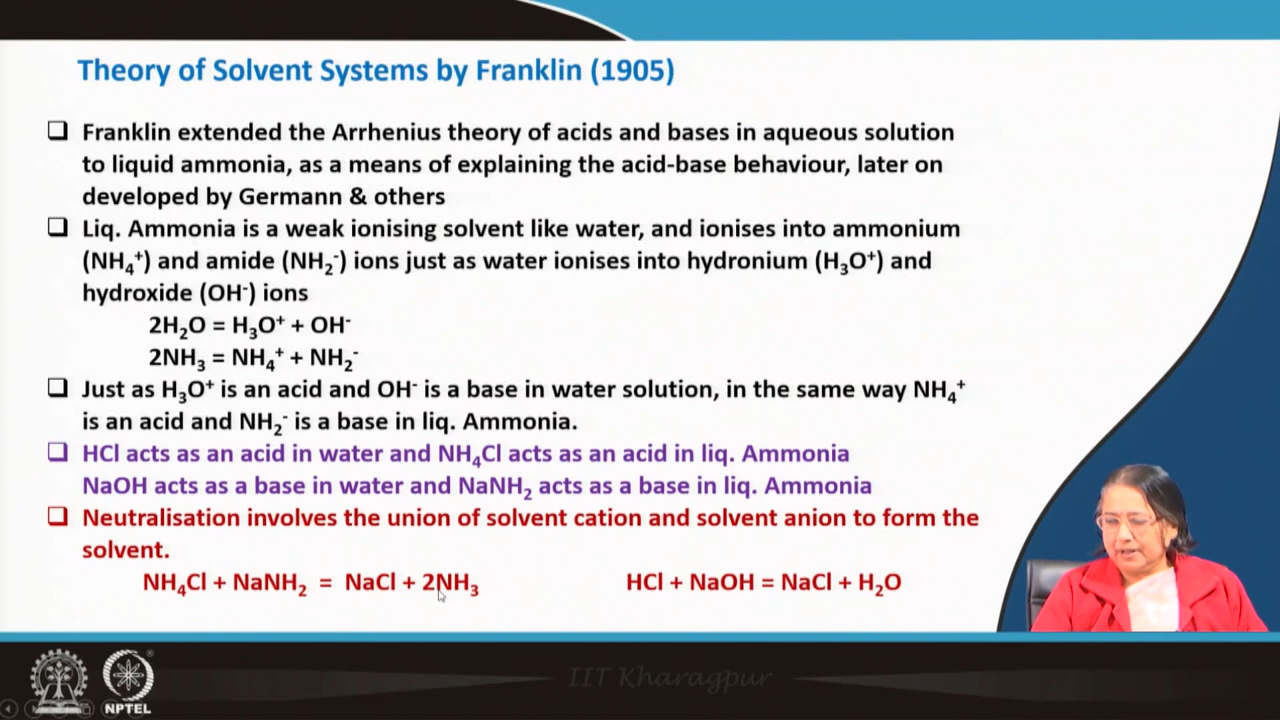 Theory of Solvent Systems by Franklin (1905)
❑ Franklin extended the Arrhenius theory of acids and bases in aqueous solution
to liquid ammonia, as a means of explaining the acid-base behaviour, later on
developed by Germann & others
❑ Liq. Ammonia is a weak ionising solvent like water, and ionises into ammonium
(NH₄⁺) and amide (NH₂⁻) ions just as water ionises into hydronium (H₃O⁺) and
hydroxide (OH⁻) ions
2H₂O = H₃O⁺ + OH⁻
2NH₃ = NH₄⁺ + NH₂⁻
❑ Just as H₃O⁺ is an acid and OH⁻ is a base in water solution, in the same way NH₄⁺
is an acid and NH₂⁻ is a base in liq. Ammonia.
❑ HCl acts as an acid in water and NH₄Cl acts as an acid in liq. Ammonia
NaOH acts as a base in water and NaNH₂ acts as a base in liq. Ammonia
❑ Neutralisation involves the union of solvent cation and solvent anion to form the
solvent.
NH₄Cl + NaNH₂ = NaCl + 2NH₃ HCl + NaOH = NaCl + H₂O
IIT Kharagpur
NPTEL